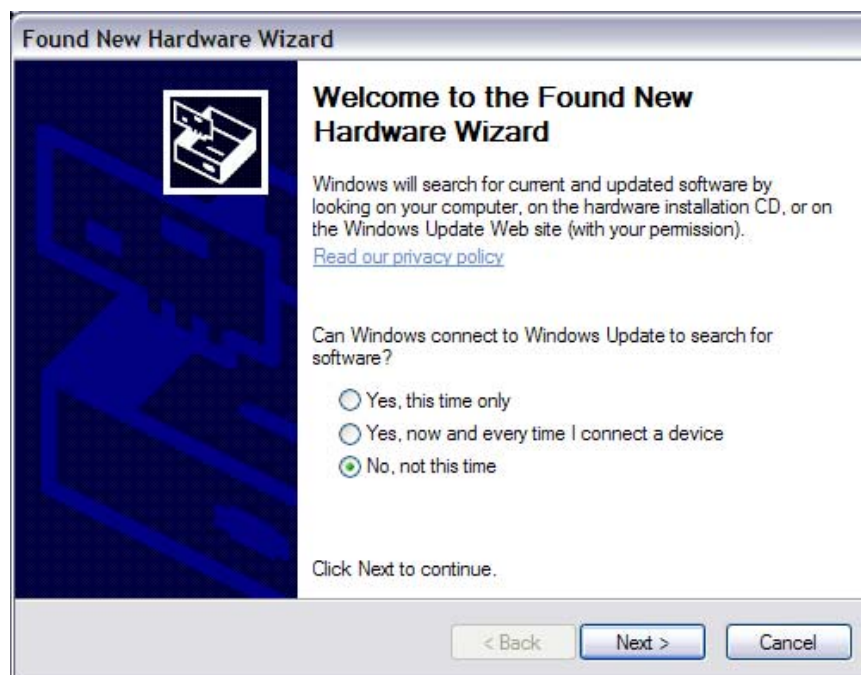 Found New Hardware Wizard
Welcome to the Found New
Hardware Wizard
Windows will search for current and updated software by
looking on your computer, on the hardware installation CD, or on
the Windows Update Web site (with your permission).
Read our privacy policy
Can Windows connect to Windows Update to search for
software?
Yes, this time only
Yes, now and every time I connect a device
No, not this time
Click Next to continue.
< Back
Next >
Cancel